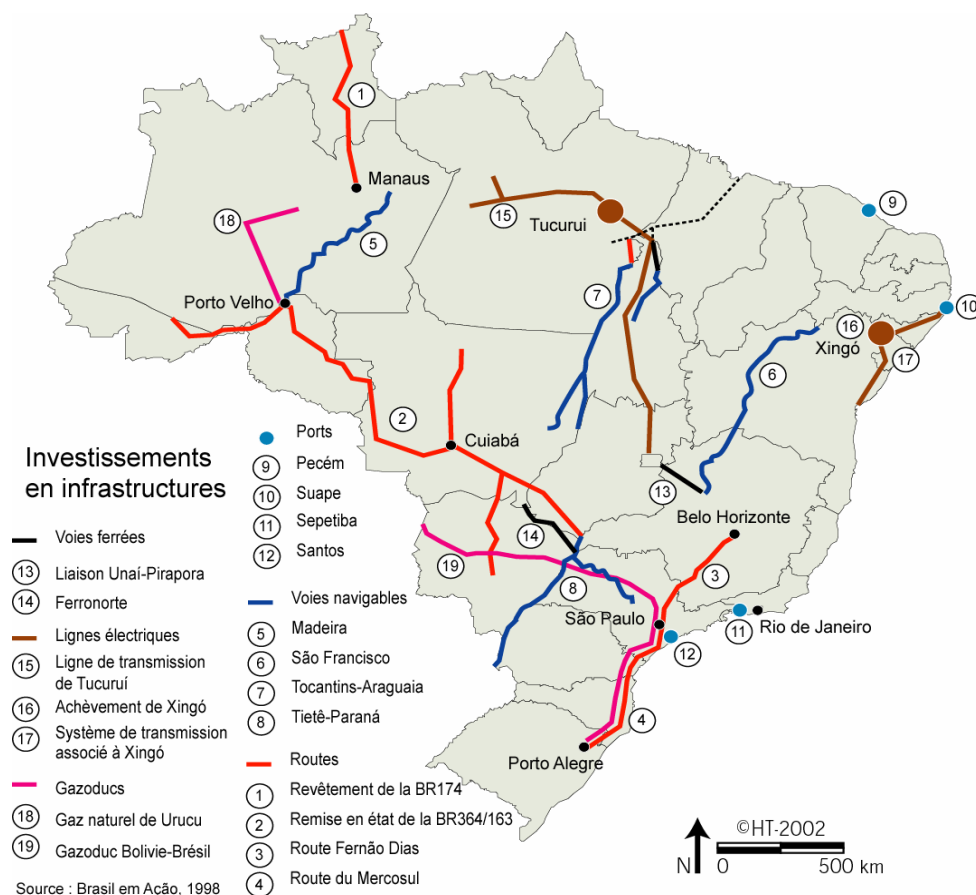 1
Manaus
18
5
15
Tucurui
9
7
Porto Velho
10
16
Xingó
17
6
2
Cuiabá
13
Belo Horizonte
14
19
8
3
São Paulo
11
Rio de Janeiro
12
4
Porto Alegre
Investissements
en infrastructures
Voies ferrées
13 Liaison Unaí-Pirapora
14 Ferronorte
Lignes électriques
15 Ligne de transmission
de Tucuruí
16 Achèvement de Xingó
17 Système de transmission
associé à Xingó
Gazoducs
18 Gaz naturel de Urucu
19 Gazoduc Bolivie-Brésil
Source : Brasil em Ação, 1998
Ports
9 Pecém
10 Suape
11 Sepetiba
12 Santos
Voies navigables
5 Madeira
6 São Francisco
7 Tocantins-Araguaia
8 Tietê-Paraná
Routes
1 Revêtement de la BR174
2 Remise en état de la BR364/163
3 Route Fernão Dias
4 Route du Mercosul
©HT-2002
N 0 500 km